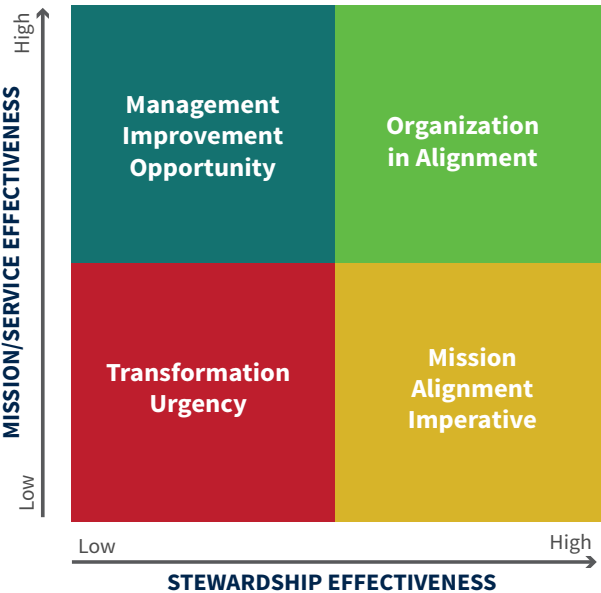 High
MISSION/SERVICE EFFECTIVENESS
Low
Management
Improvement
Opportunity
Organization
in Alignment
Transformation
Urgency
Mission
Alignment
Imperative
Low
High
STEWARDSHIP EFFECTIVENESS